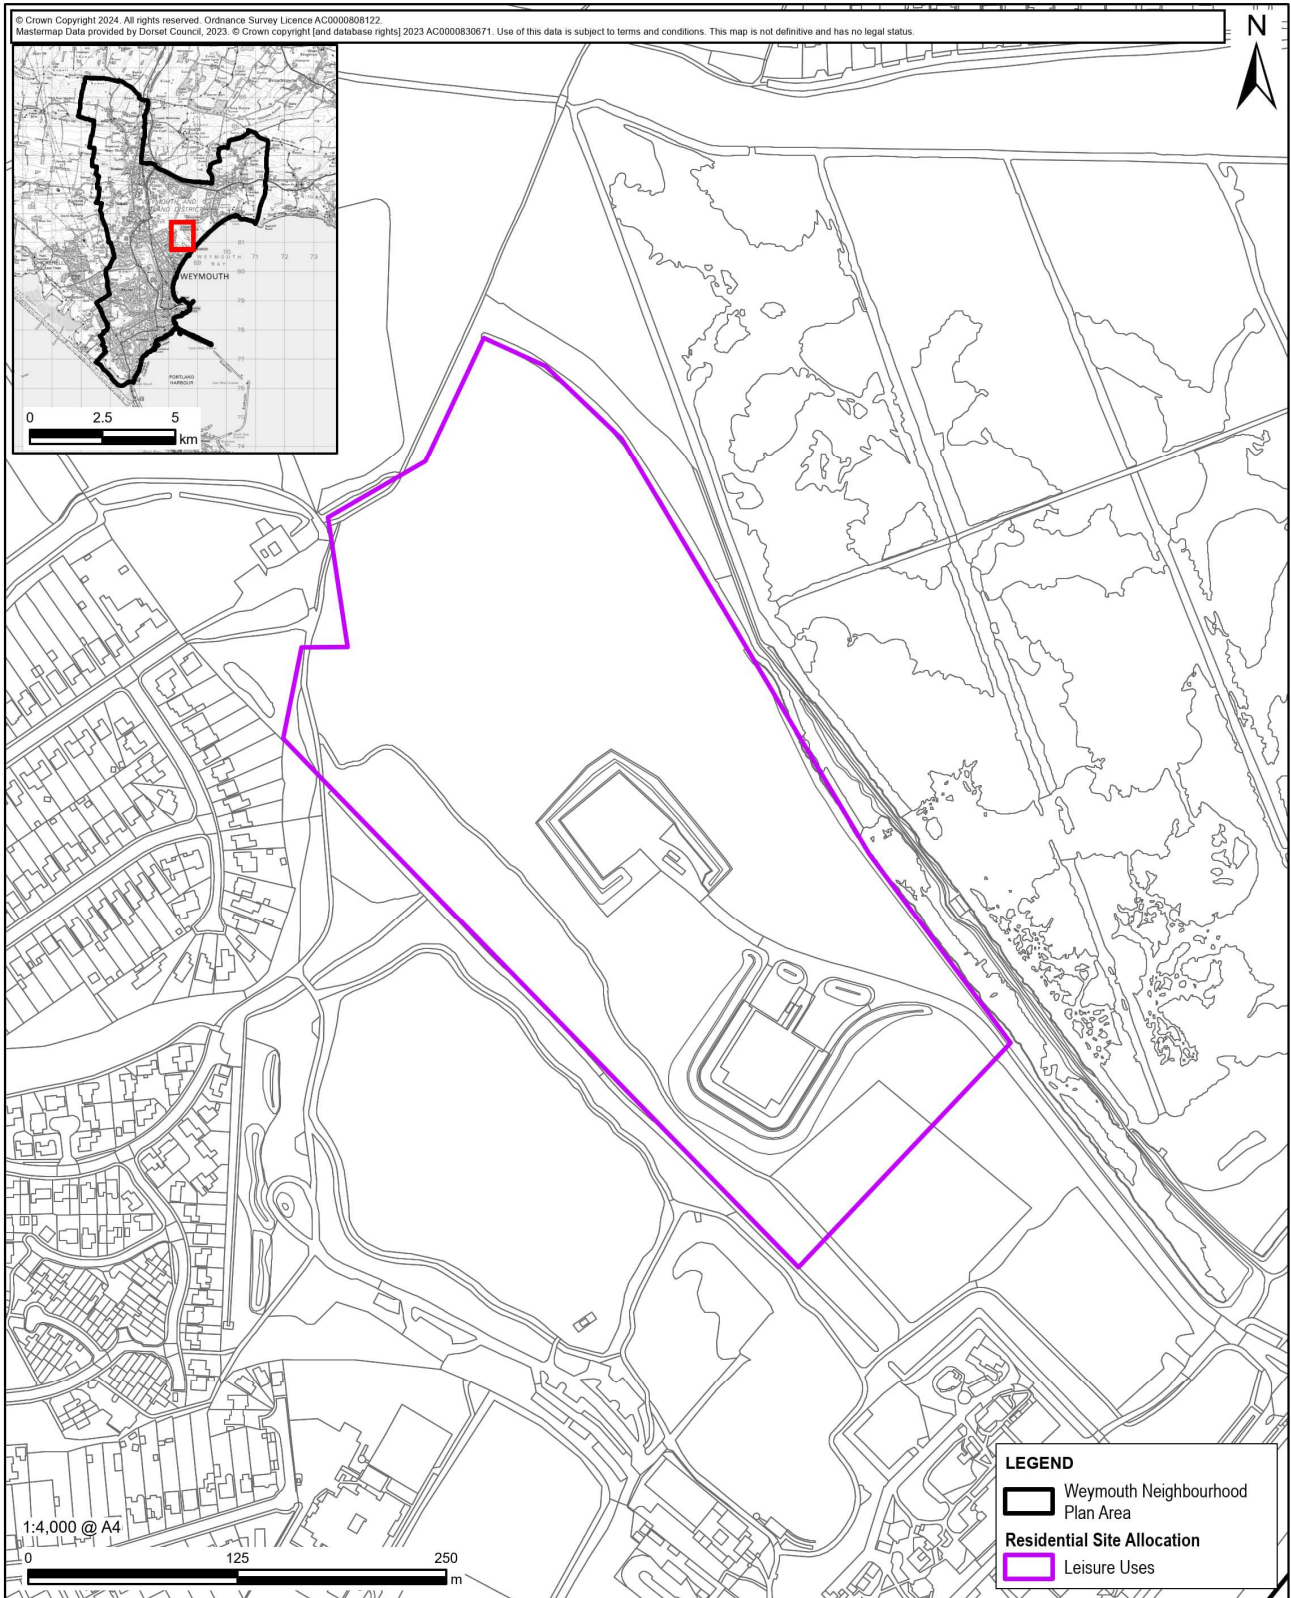 © Crown Copyright 2024. All rights reserved. Ordnance Survey Licence AC0000808122.
Mastermap Data provided by Dorset Council, 2023. © Crown copyright [and database rights] 2023 AC0000830671. Use of this data is subject to terms and conditions. This map is not definitive and has no legal status.
N
WEYMOUTH
PORTLAND
HARBOUR
0 2.5 5
km
1:4,000 @ A4
0 125 250
m
LEGEND
Weymouth Neighbourhood
Plan Area
Residential Site Allocation
Leisure Uses